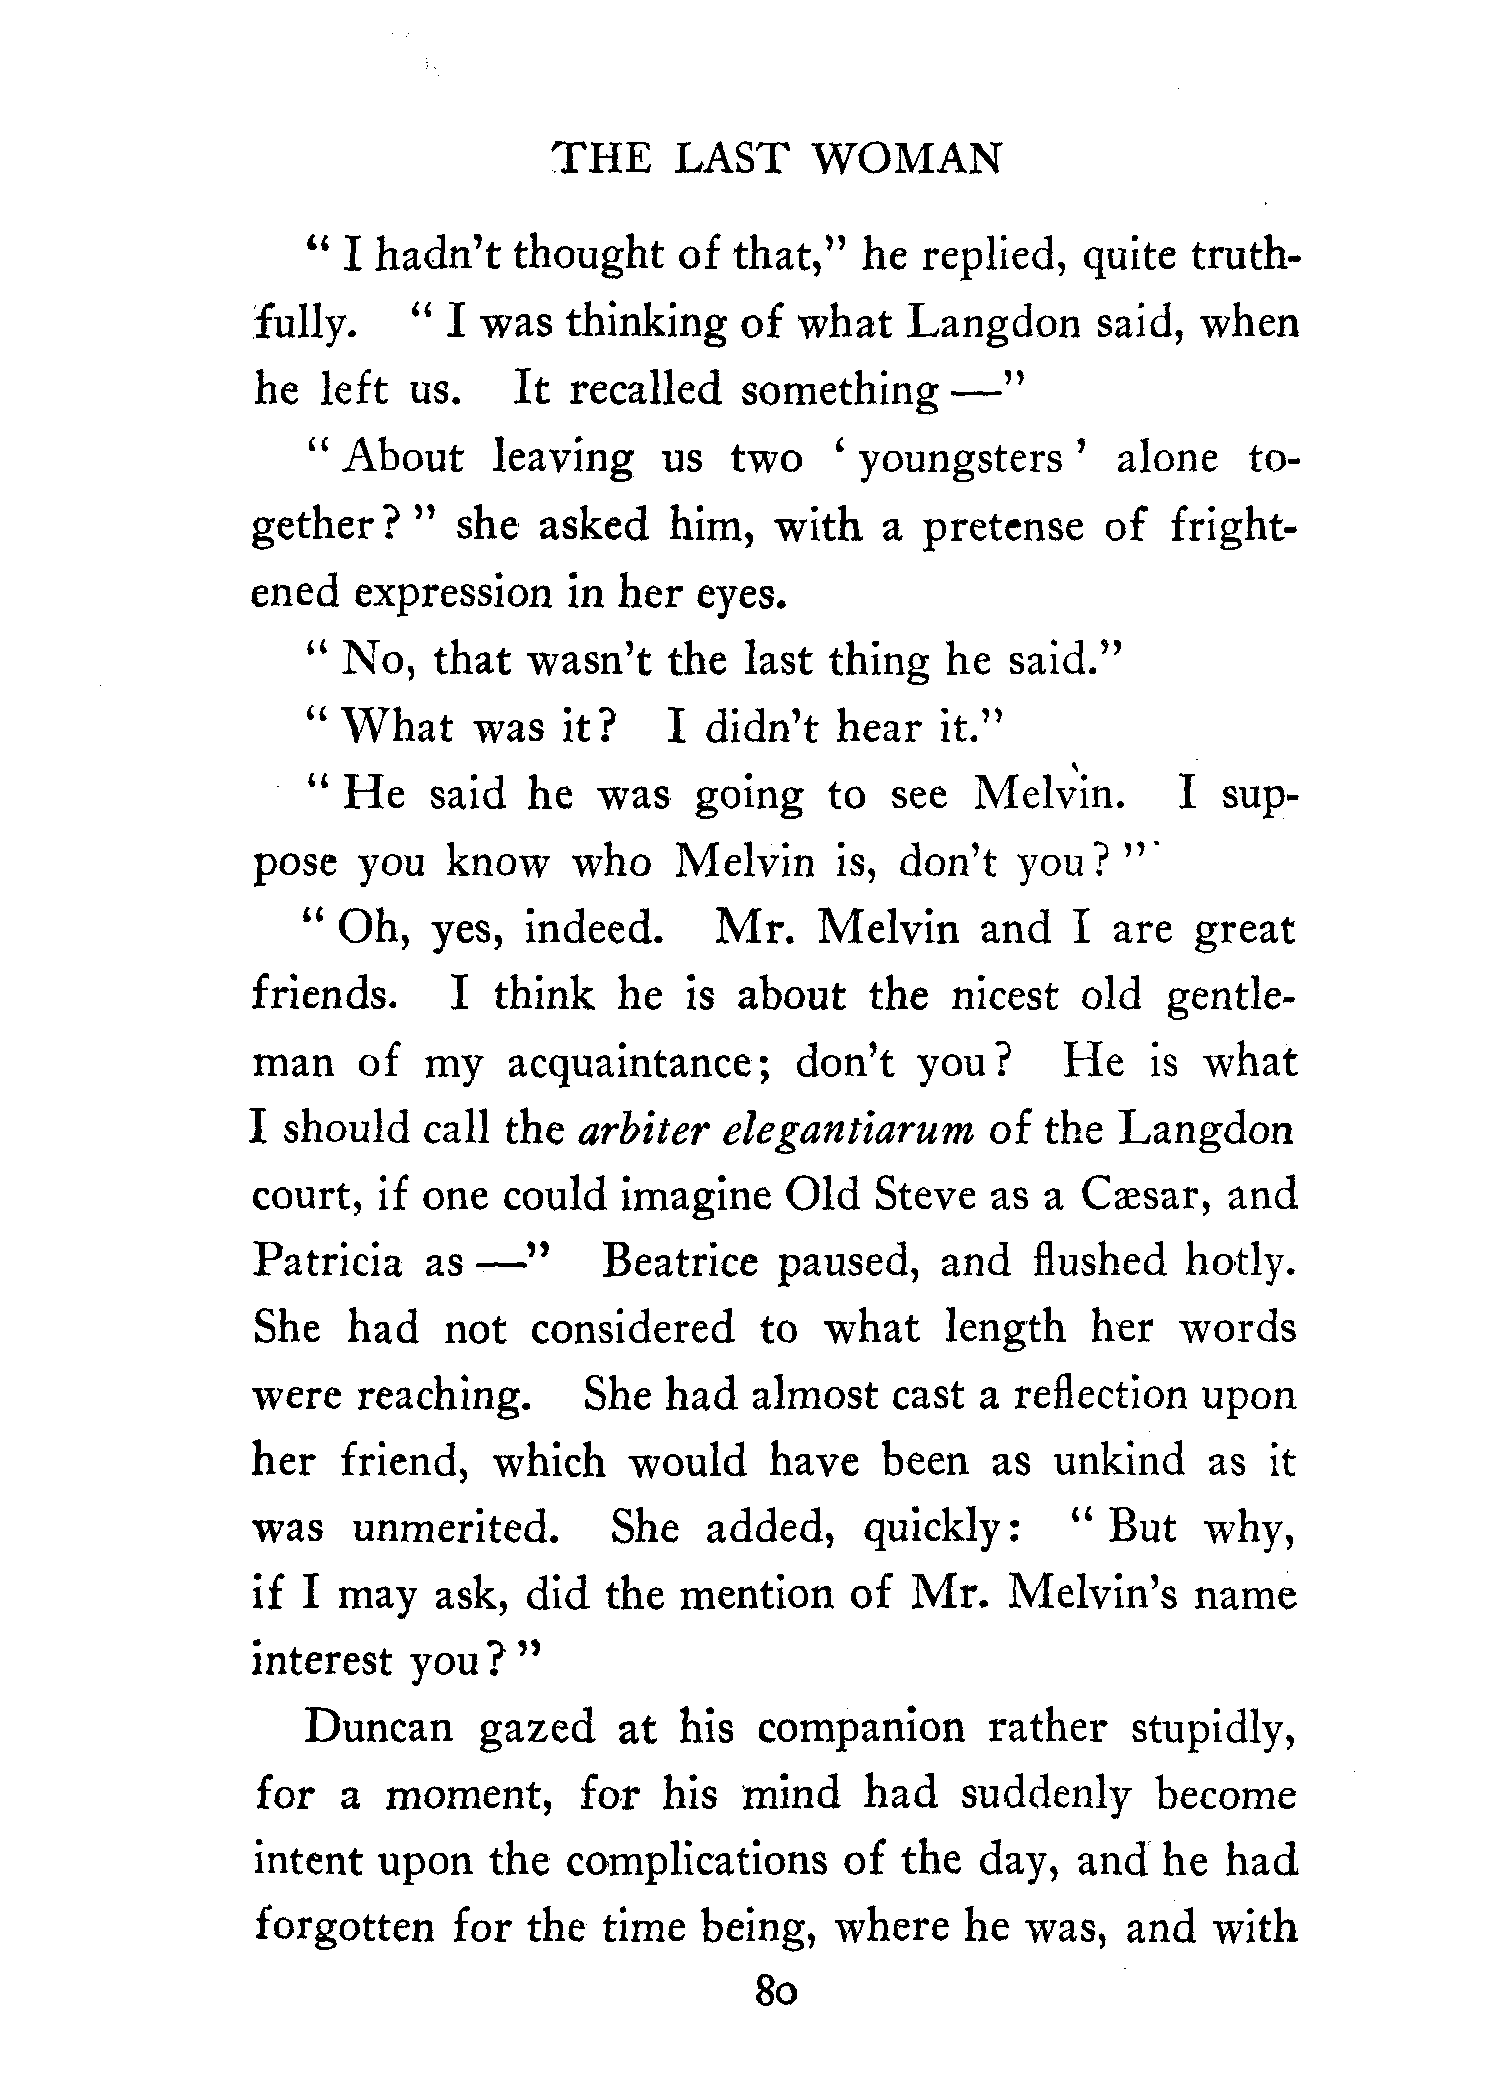 THE LAST WOMAN
“ I hadn’t thought of that,” he replied, quite truth-
fully. “ I was thinking of what Langdon said, when
he left us. It recalled something —”
“ About leaving us two ‘ youngsters ’ alone to-
gether? ” she asked him, with a pretense of fright-
ened expression in her eyes.
“ No, that wasn’t the last thing he said.”
“ What was it? I didn’t hear it.”
“ He said he was going to see Melvin. I sup-
pose you know who Melvin is, don’t you? ”
“ Oh, yes, indeed. Mr. Melvin and I are great
friends. I think he is about the nicest old gentle-
man of my acquaintance; don’t you? He is what
I should call the arbiter elegantiarum of the Langdon
court, if one could imagine Old Steve as a Cæsar, and
Patricia as —” Beatrice paused, and flushed hotly.
She had not considered to what length her words
were reaching. She had almost cast a reflection upon
her friend, which would have been as unkind as it
was unmerited. She added, quickly: “ But why,
if I may ask, did the mention of Mr. Melvin’s name
interest you? ”
Duncan gazed at his companion rather stupidly,
for a moment, for his mind had suddenly become
intent upon the complications of the day, and he had
forgotten for the time being, where he was, and with
80